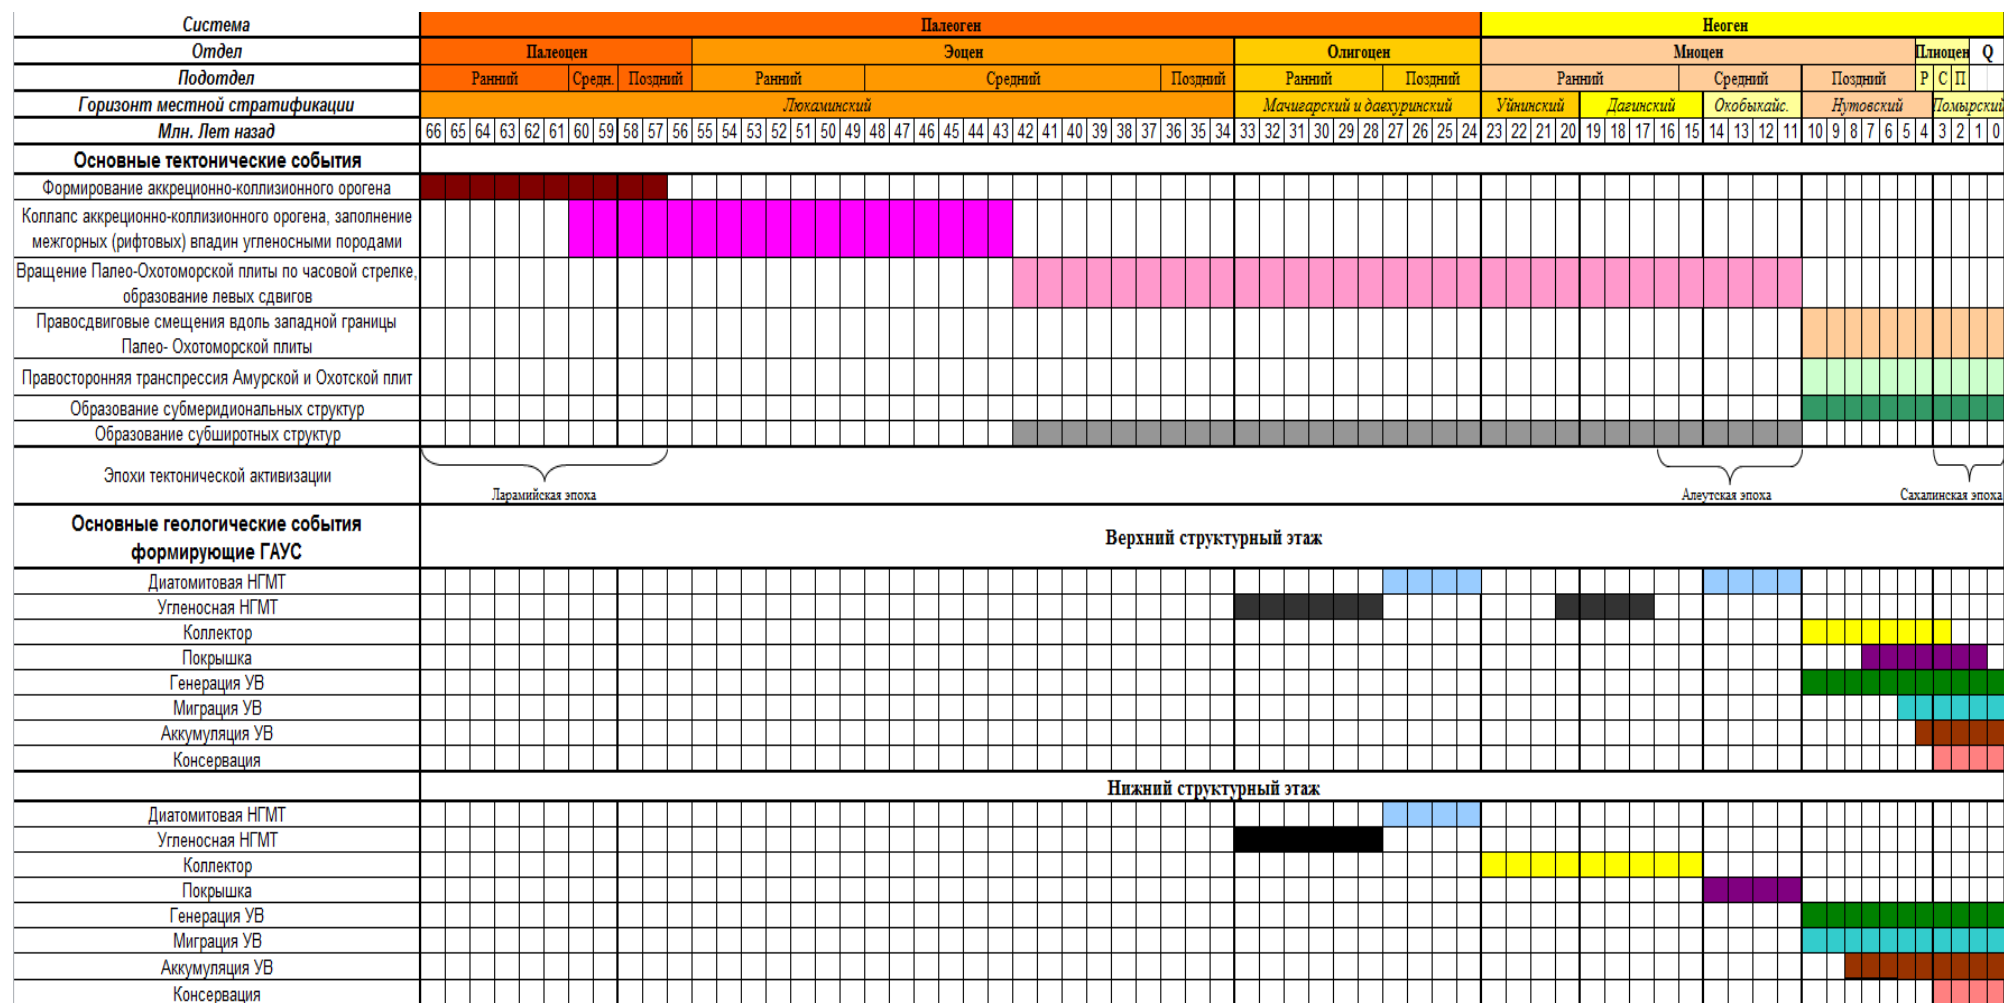 Система Палеоген Неоген
Отдел Палеоцен Эоцен Олигоцен Миоцен Плиоцен Q
Подотдел Ранний Средн. Поздний Ранний Средний Поздний Ранний Поздний Ранний Средний Поздний Р С П
Горизонт местной стратификации Люкаминский Мачигарский и даехуринский Уйнинский Дагинский Окобыкайс. Нутовский Помырский
Млн. Лет назад 66 65 64 63 62 61 60 59 58 57 56 55 54 53 52 51 50 49 48 47 46 45 44 43 42 41 40 39 38 37 36 35 34 33 32 31 30 29 28 27 26 25 24 23 22 21 20 19 18 17 16 15 14 13 12 11 10 9 8 7 6 5 4 3 2 1 0
Основные тектонические события
Формирование аккреционно-коллизионного орогена
Коллапс аккреционно-коллизионного орогена, заполнение
межгорных (рифтовых) впадин угленосными породами
Вращение Палео-Охотоморской плиты по часовой стрелке,
образование левых сдвигов
Правосдвиговые смещения вдоль западной границы
Палео- Охотоморской плиты
Правосторонняя транспрессия Амурской и Охотской плит
Образование субмеридиональных структур
Образование субширотных структур
Эпохи тектонической активизации
Ларамийская эпоха Алеутская эпоха Сахалинская эпоха
Основные геологические события
формирующие ГАУС
Верхний структурный этаж
Диатомитовая НГМТ
Угленосная НГМТ
Коллектор
Покрышка
Генерация УВ
Миграция УВ
Аккумуляция УВ
Консервация
Нижний структурный этаж
Диатомитовая НГМТ
Угленосная НГМТ
Коллектор
Покрышка
Генерация УВ
Миграция УВ
Аккумуляция УВ
Консервация